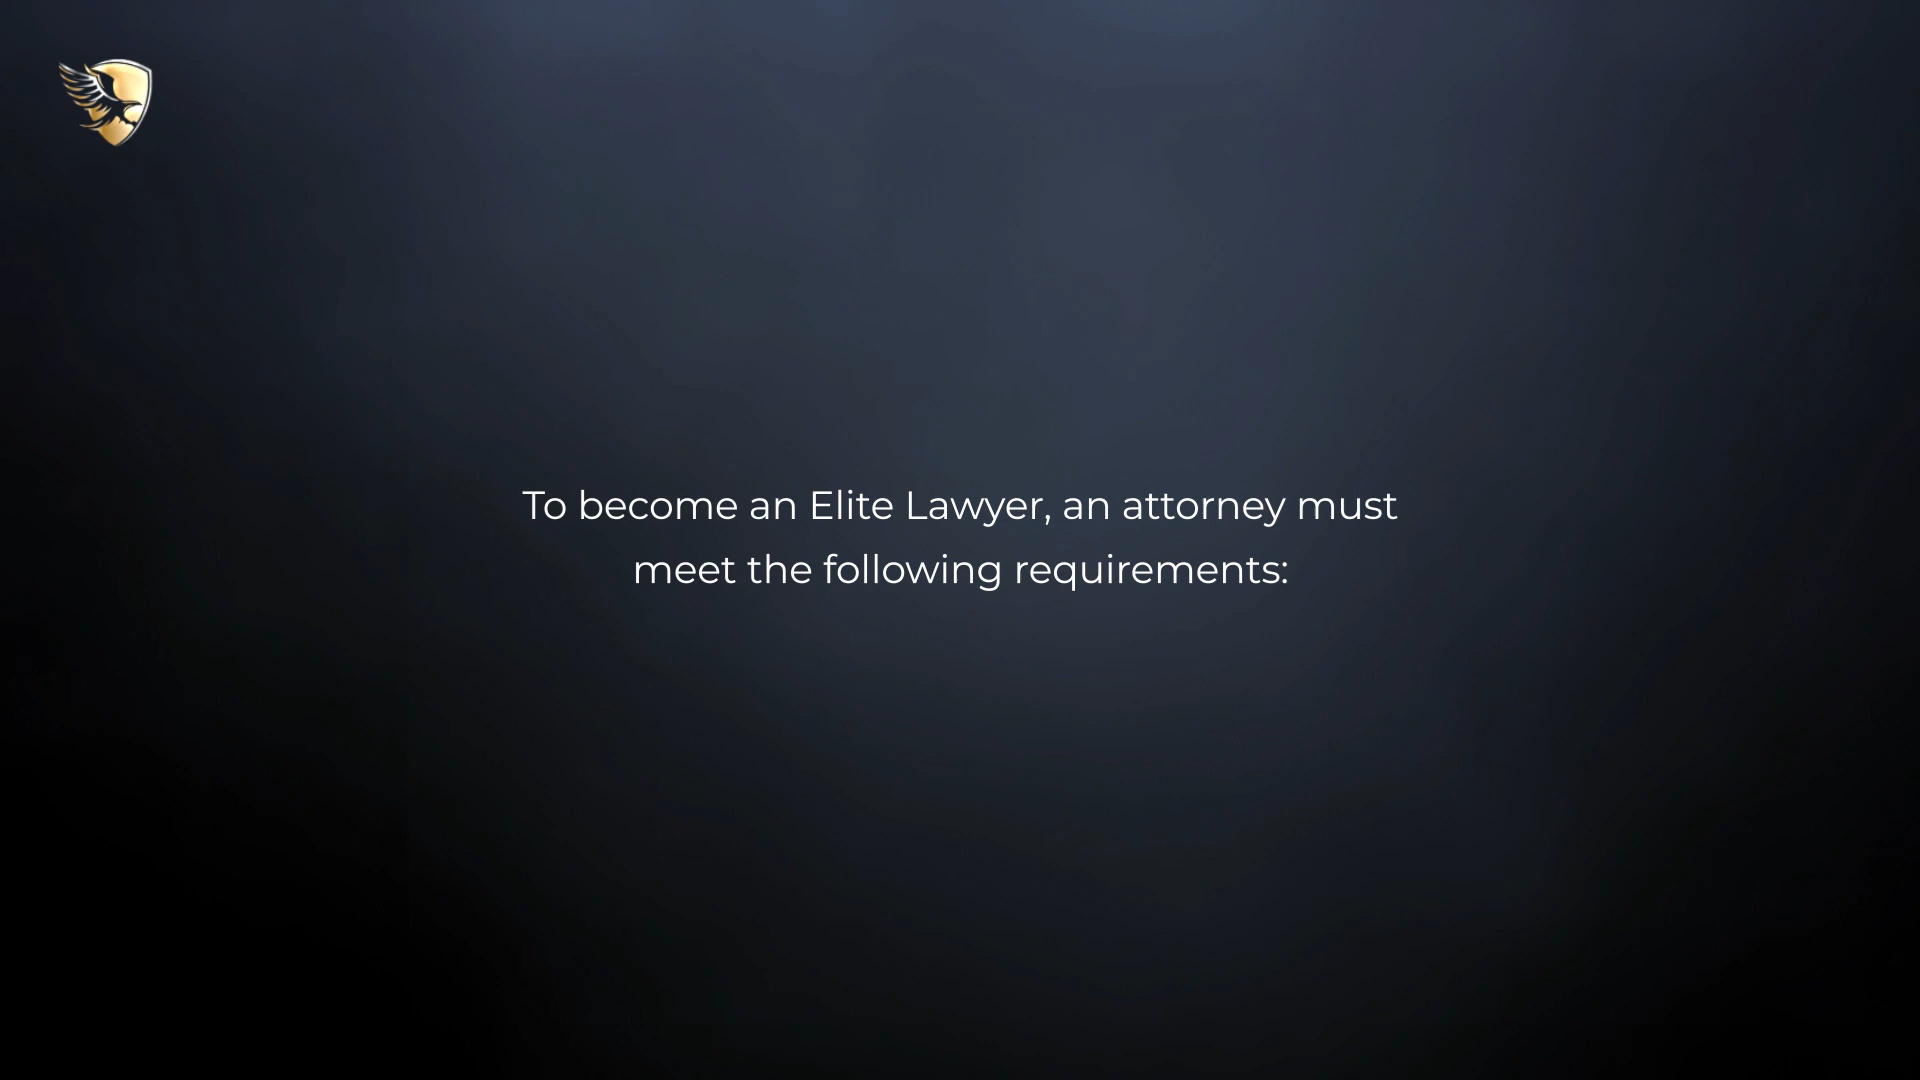 To become an Elite Lawyer, an attorney must
meet the following requirements: